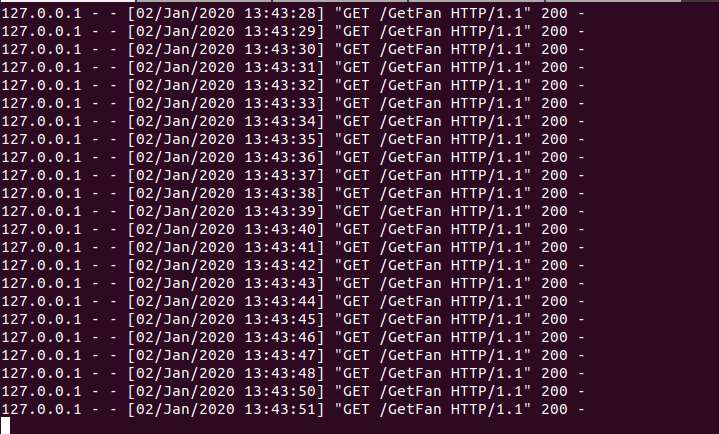 127.0.0.1 - - [02/Jan/2020 13:43:28] "GET /GetFan HTTP/1.1" 200 -
127.0.0.1 - - [02/Jan/2020 13:43:29] "GET /GetFan HTTP/1.1" 200 -
127.0.0.1 - - [02/Jan/2020 13:43:30] "GET /GetFan HTTP/1.1" 200 -
127.0.0.1 - - [02/Jan/2020 13:43:31] "GET /GetFan HTTP/1.1" 200 -
127.0.0.1 - - [02/Jan/2020 13:43:32] "GET /GetFan HTTP/1.1" 200 -
127.0.0.1 - - [02/Jan/2020 13:43:33] "GET /GetFan HTTP/1.1" 200 -
127.0.0.1 - - [02/Jan/2020 13:43:34] "GET /GetFan HTTP/1.1" 200 -
127.0.0.1 - - [02/Jan/2020 13:43:35] "GET /GetFan HTTP/1.1" 200 -
127.0.0.1 - - [02/Jan/2020 13:43:36] "GET /GetFan HTTP/1.1" 200 -
127.0.0.1 - - [02/Jan/2020 13:43:37] "GET /GetFan HTTP/1.1" 200 -
127.0.0.1 - - [02/Jan/2020 13:43:38] "GET /GetFan HTTP/1.1" 200 -
127.0.0.1 - - [02/Jan/2020 13:43:39] "GET /GetFan HTTP/1.1" 200 -
127.0.0.1 - - [02/Jan/2020 13:43:40] "GET /GetFan HTTP/1.1" 200 -
127.0.0.1 - - [02/Jan/2020 13:43:41] "GET /GetFan HTTP/1.1" 200 -
127.0.0.1 - - [02/Jan/2020 13:43:42] "GET /GetFan HTTP/1.1" 200 -
127.0.0.1 - - [02/Jan/2020 13:43:43] "GET /GetFan HTTP/1.1" 200 -
127.0.0.1 - - [02/Jan/2020 13:43:44] "GET /GetFan HTTP/1.1" 200 -
127.0.0.1 - - [02/Jan/2020 13:43:45] "GET /GetFan HTTP/1.1" 200 -
127.0.0.1 - - [02/Jan/2020 13:43:46] "GET /GetFan HTTP/1.1" 200 -
127.0.0.1 - - [02/Jan/2020 13:43:47] "GET /GetFan HTTP/1.1" 200 -
127.0.0.1 - - [02/Jan/2020 13:43:48] "GET /GetFan HTTP/1.1" 200 -
127.0.0.1 - - [02/Jan/2020 13:43:50] "GET /GetFan HTTP/1.1" 200 -
127.0.0.1 - - [02/Jan/2020 13:43:51] "GET /GetFan HTTP/1.1" 200 -